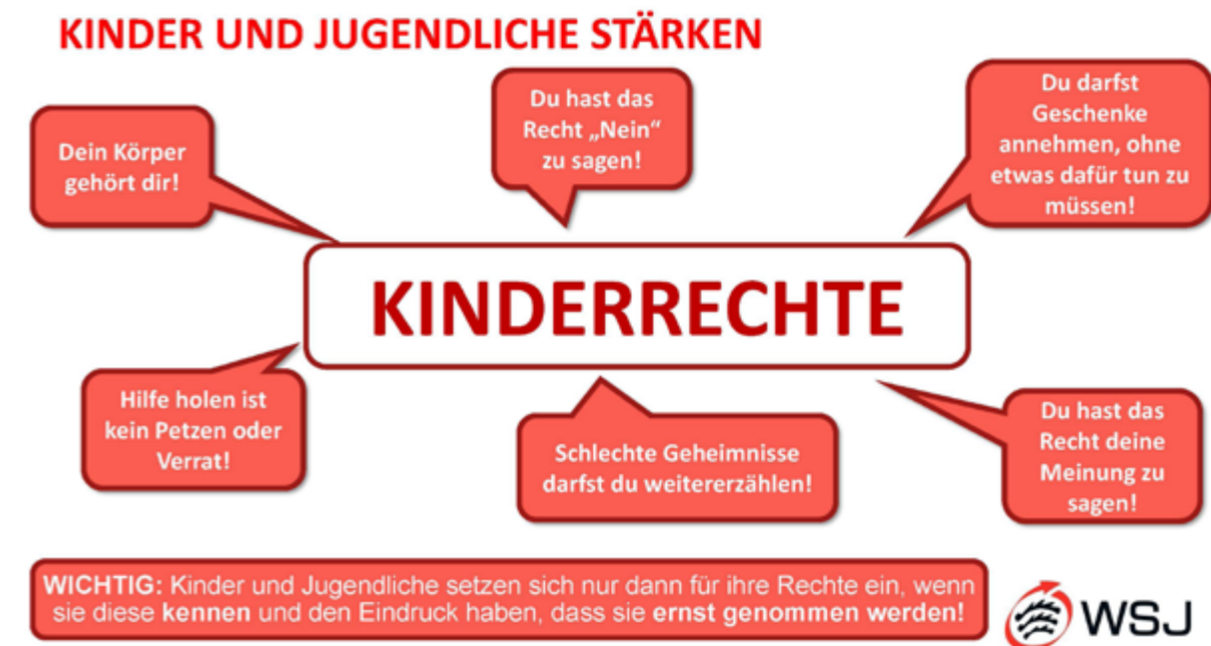 KINDER UND JUGENDLICHE STÄRKEN
Dein Körper
gehört dir!
Du hast das
Recht „Nein“
zu sagen!
Du darfst
Geschenke
annehmen, ohne
etwas dafür tun zu
müssen!
KINDERRECHTE
Hilfe holen ist
kein Petzen oder
Verrat!
Schlechte Geheimnisse
darfst du weitererzählen!
Du hast das
Recht deine
Meinung zu
sagen!
WICHTIG: Kinder und Jugendliche setzen sich nur dann für ihre Rechte ein, wenn
sie diese kennen und den Eindruck haben, dass sie ernst genommen werden!
WSJ